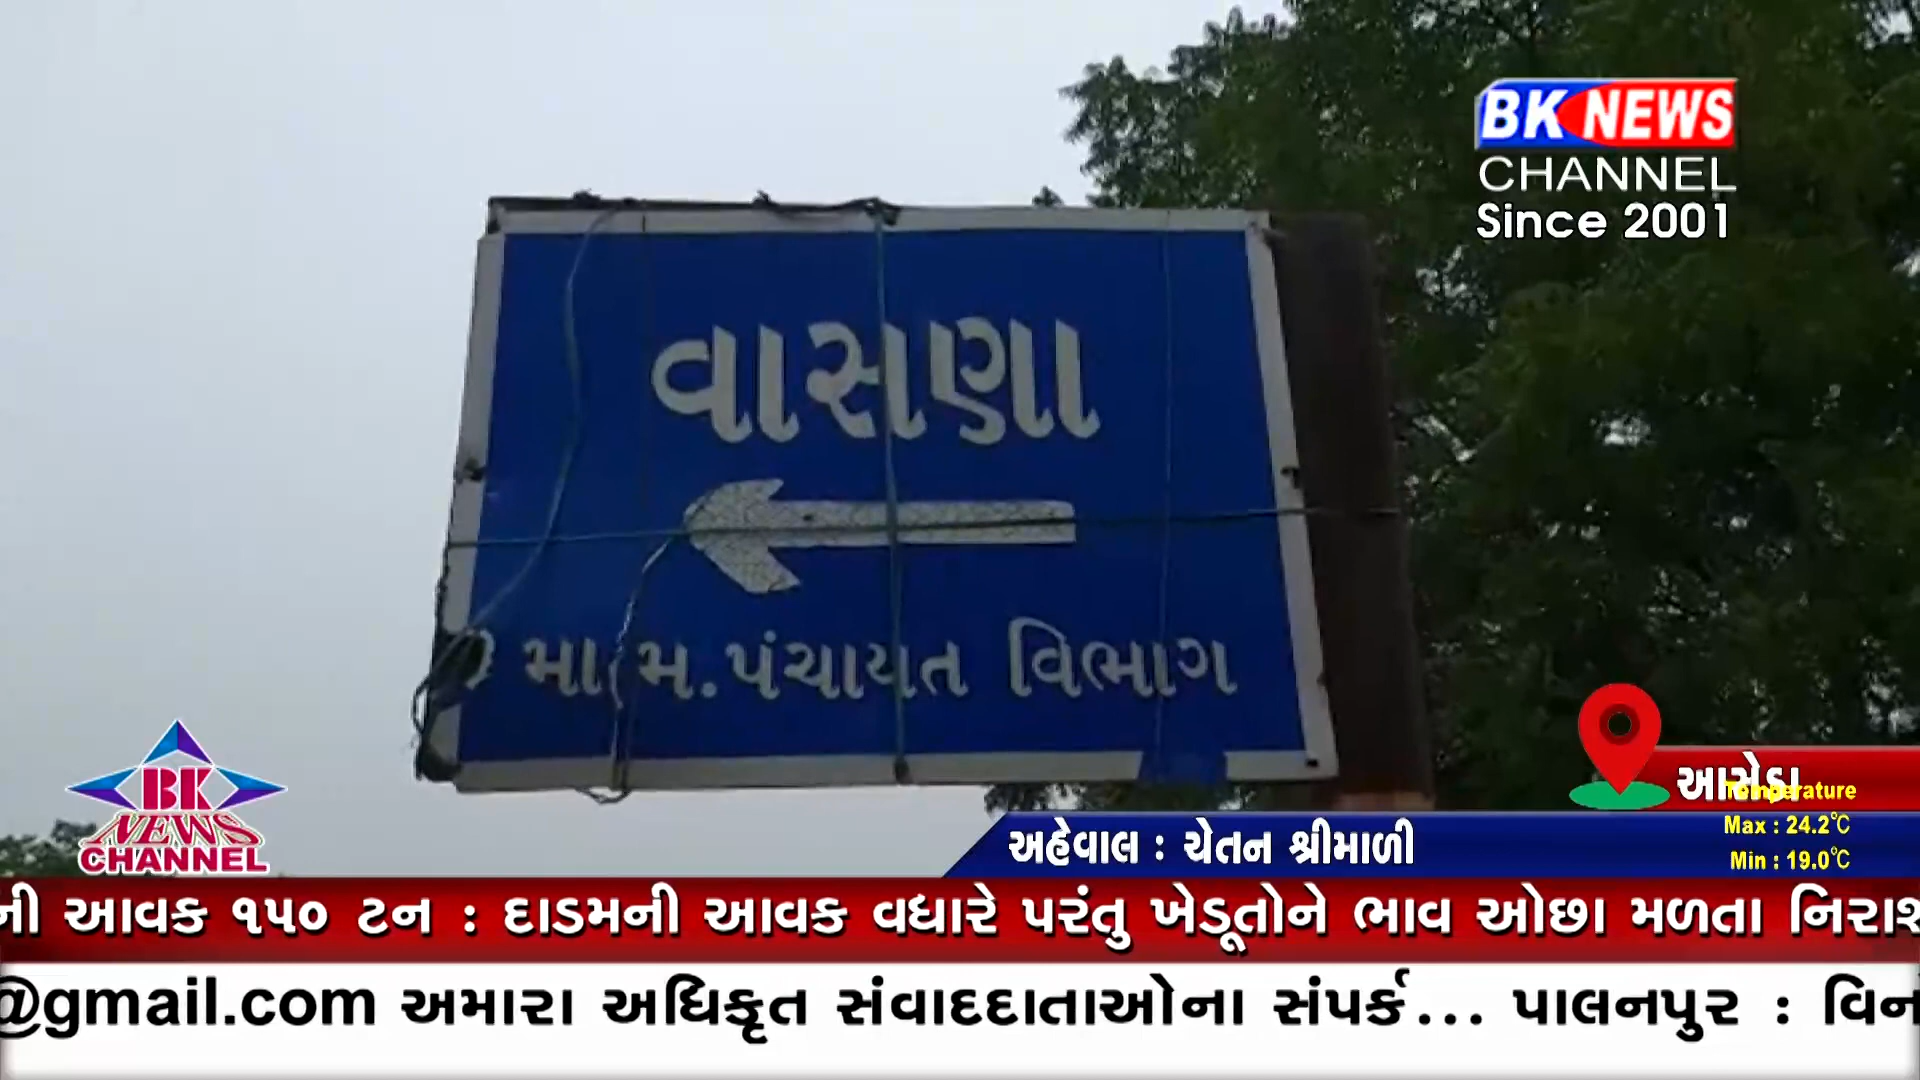 BK NEWS
CHANNEL
Since 2001
વાસણા
મા.મ.પંચાયત વિભાગ
BK
NEWS
CHANNEL
આસેડા
Temperature
Max : 24.2℃
Min : 19.0℃
અહેવાલ : ચેતન શ્રીમાળી
ની આવક ૧૫૦ ટન : દાડમની આવક વધારે પરંતુ ખેડૂતોને ભાવ ઓછા મળતા
@gmail.com અમારા અધિકૃત સંવાદદાતાઓના સંપર્ક... પાલનપુર :